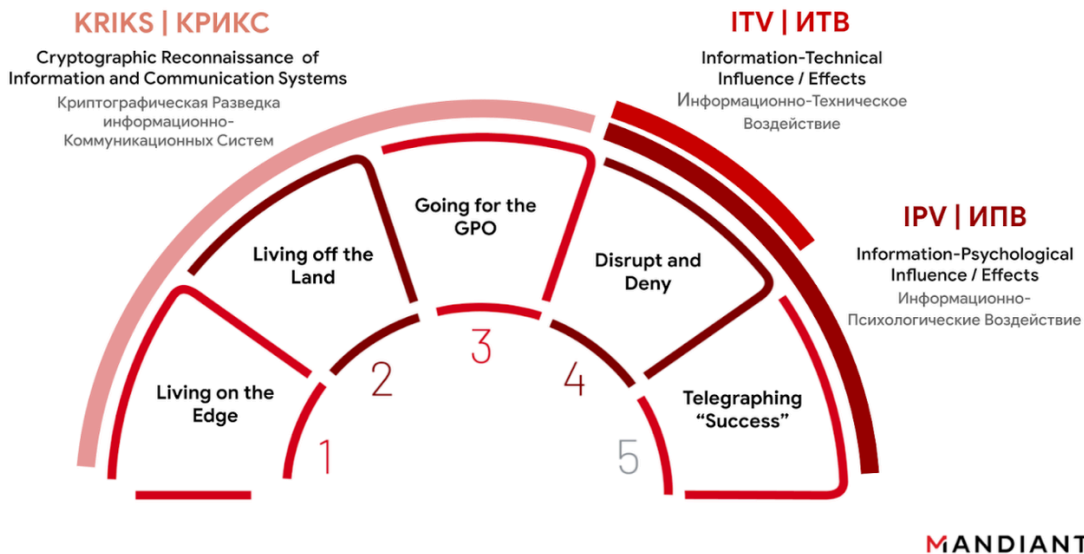 KRIKS | КРИКС
Cryptographic Reconnaissance of
Information and Communication Systems
Криптографическая Разведка
информационно-
Коммуникационных Систем
ITV | ИТВ
Information-Technical
Influence / Effects
Информационно-Техническое
Воздействие
IPV | ИПВ
Information-Psychological
Influence / Effects
Информационно-
Психологические Воздействие
Living on the
Edge
1
Living off the
Land
2
Going for the
GPO
3
Disrupt and
Deny
4
Telegraphing
“Success”
5
MANDIANT